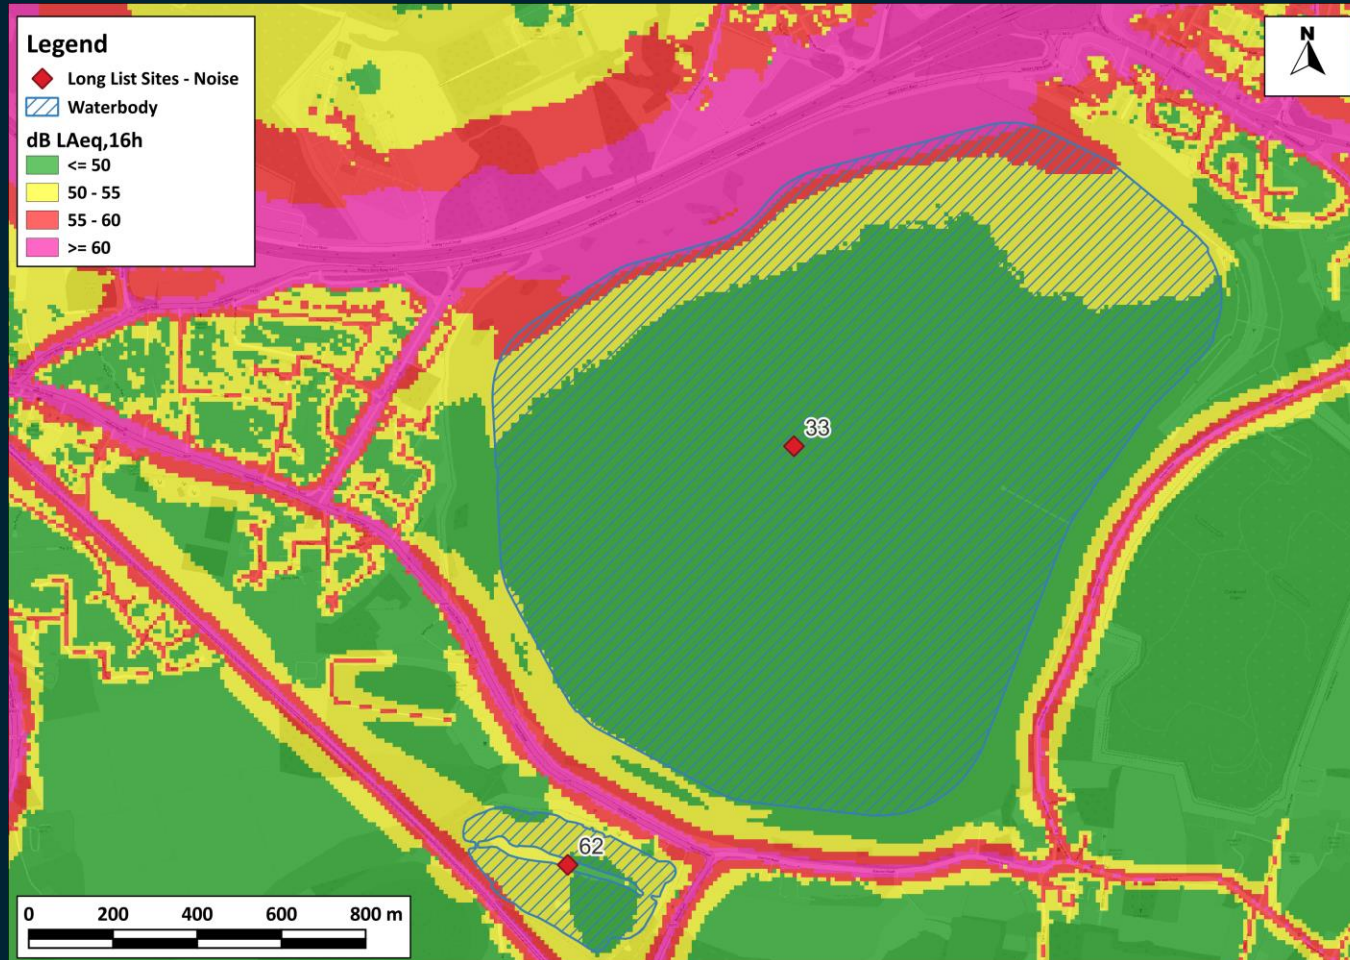 Legend
Long List Sites - Noise
Waterbody
dB LAeq,16h
<= 50
50 - 55
55 - 60
>= 60
N
33
62
0 200 400 600 800 m